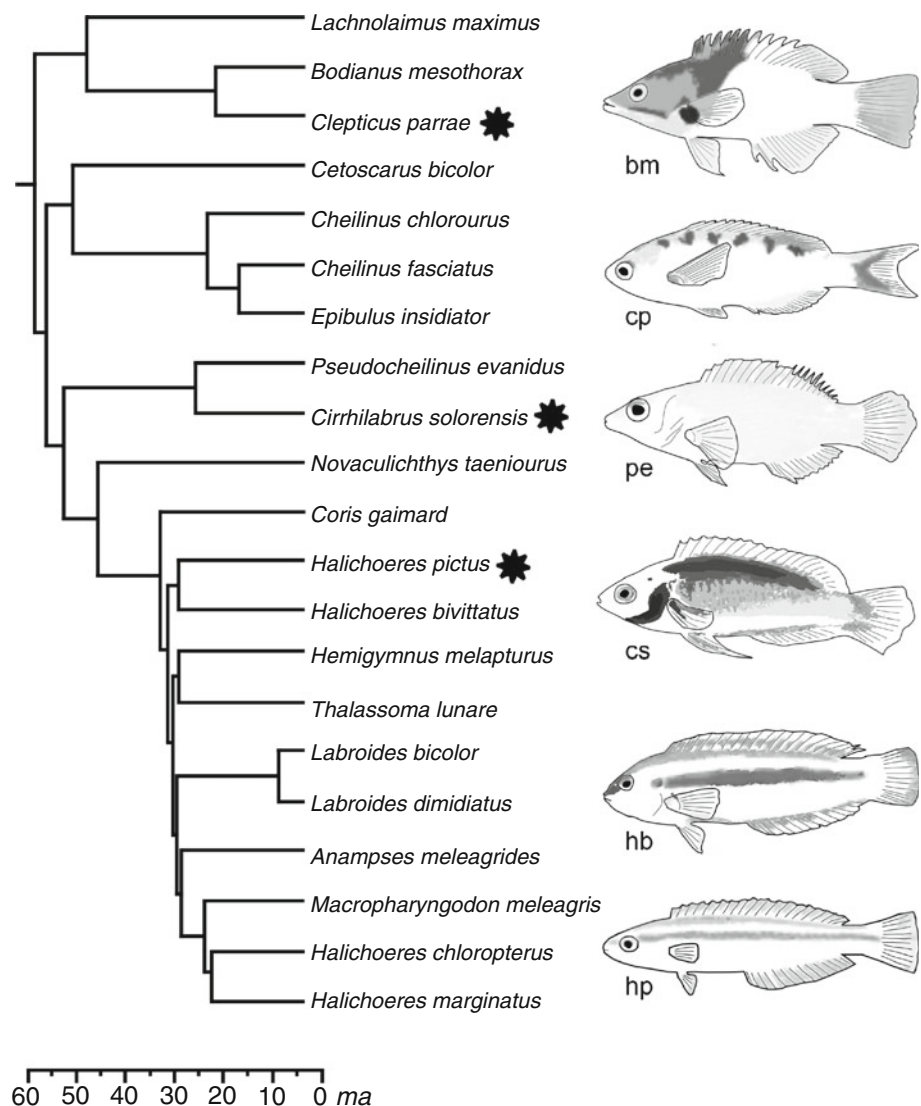 Lachnolaimus maximus
Bodianus mesothorax
Clepticus parrae
Cetoscarus bicolor
Cheilinus chlorourus
Cheilinus fasciatus
Epibulus insidiator
Pseudocheilinus evanidus
Cirrhilabrus solorensis
Novaculichthys taeniourus
Coris gaimard
Halichoeres pictus
Halichoeres bivittatus
Hemigymnus melapturus
Thalassoma lunare
Labroides bicolor
Labroides dimidiatus
Anampses meleagrides
Macropharyngodon meleagris
Halichoeres chloropterus
Halichoeres marginatus
bm
cp
pe
cs
hb
hp
60 50 40 30 20 10 0 ma